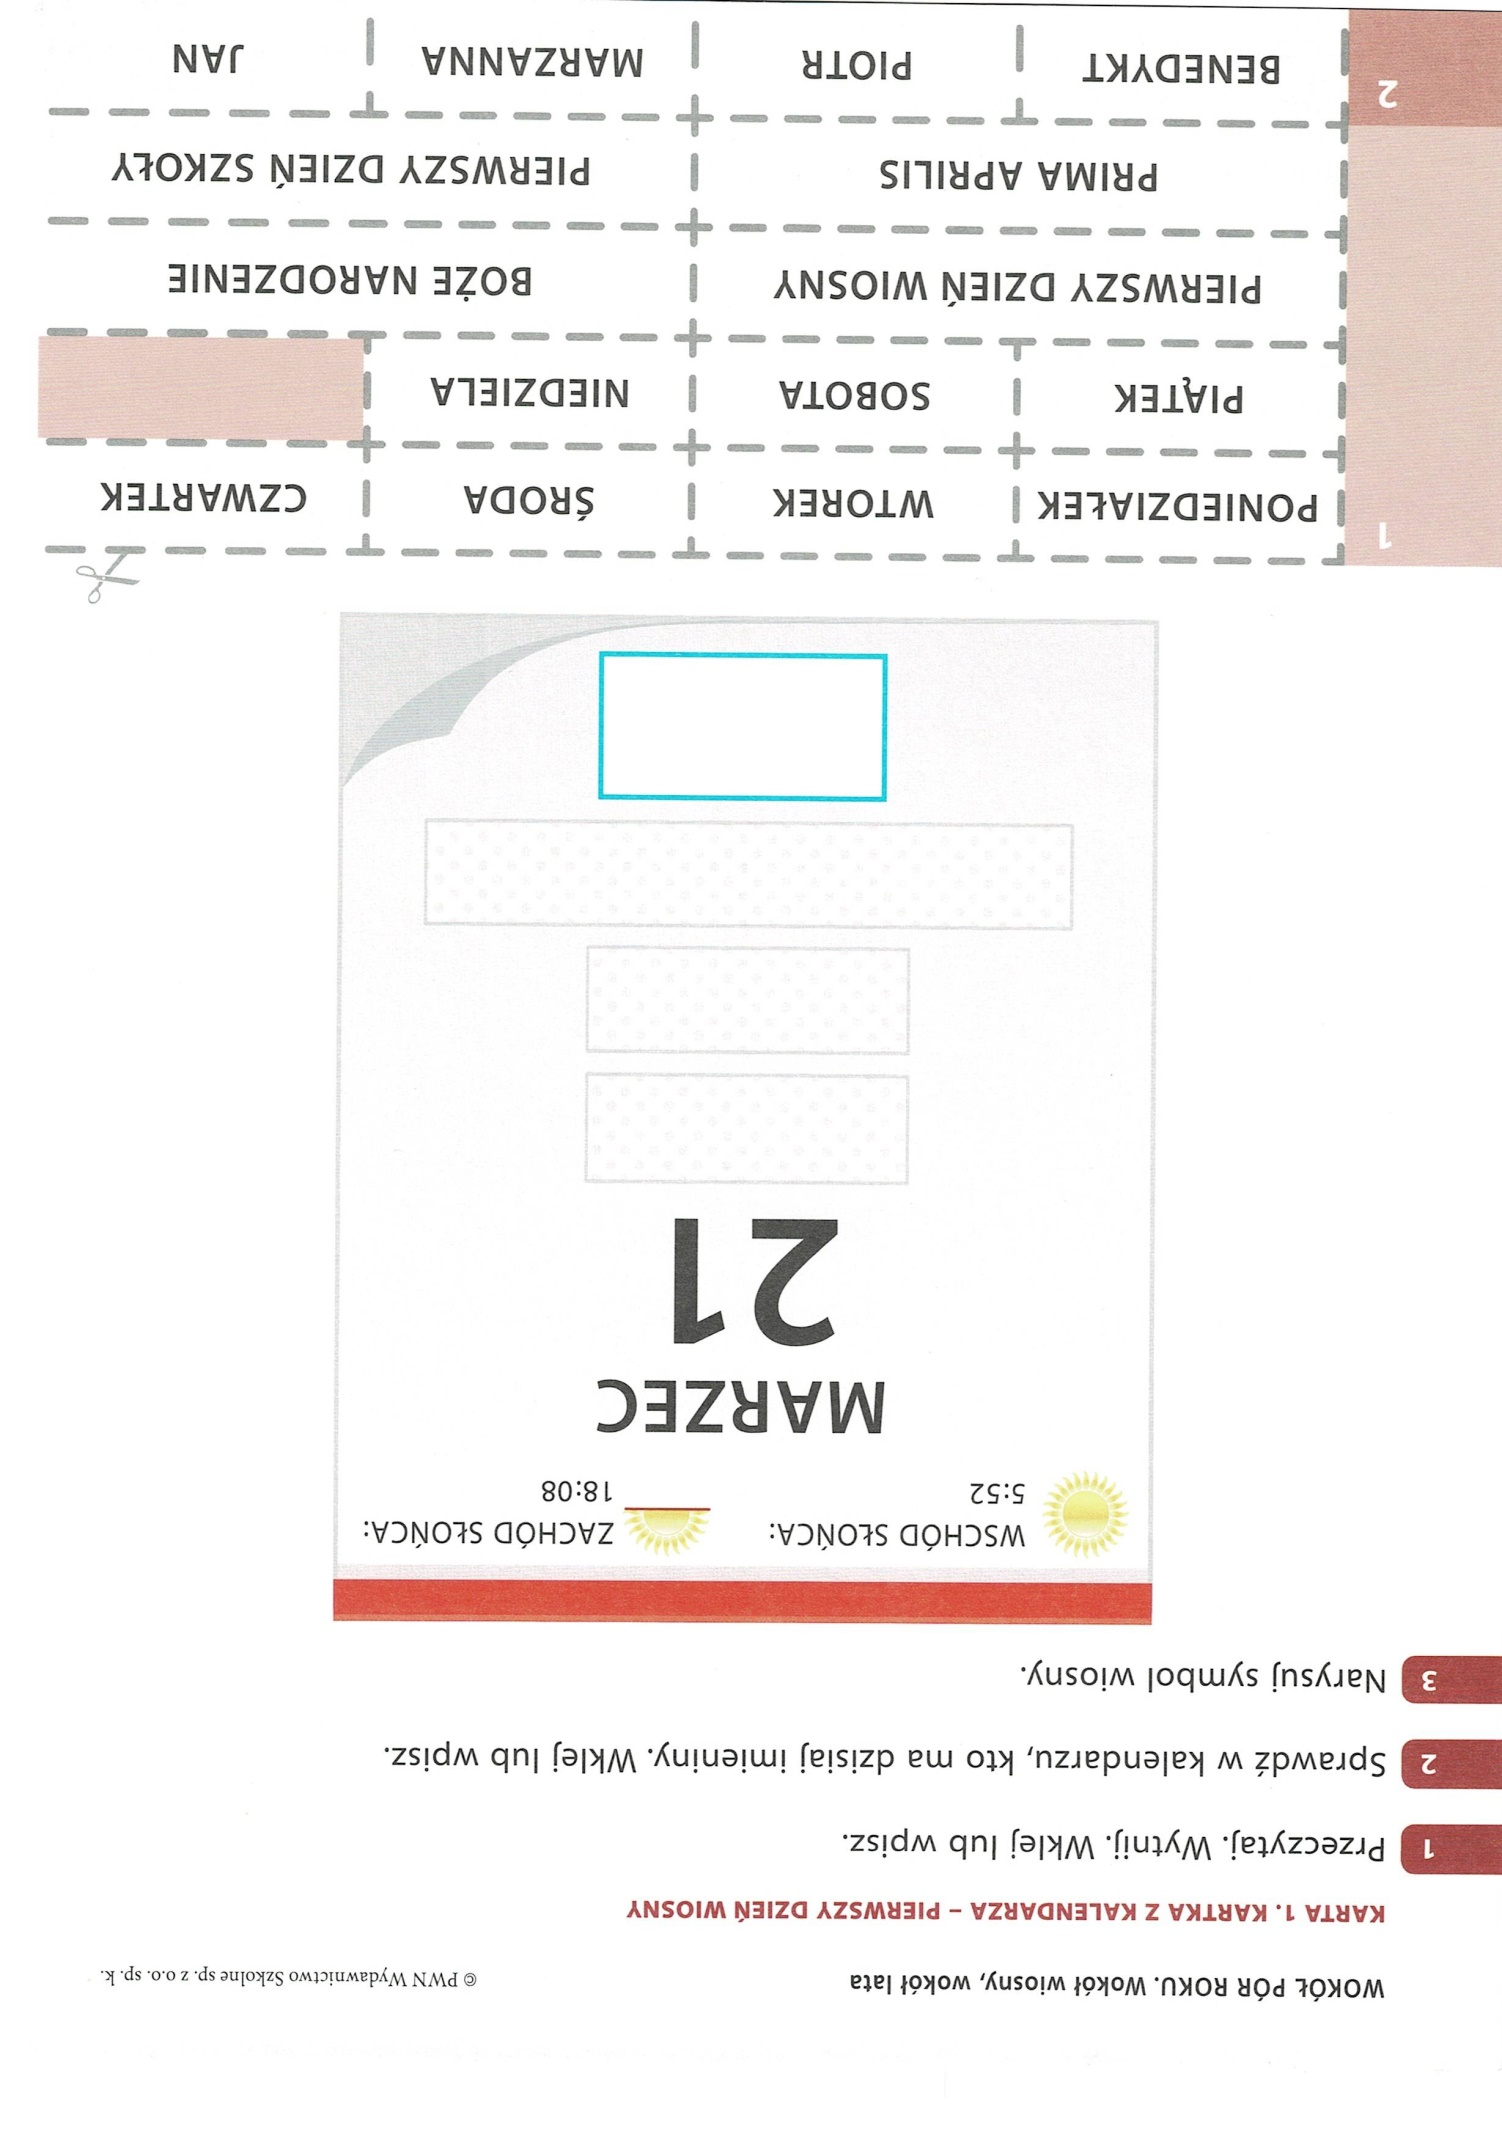 WOKÓŁ PÓR ROKU. Wokół wiosny, wokół lata
© PWN Wydawnictwo Szkolne sp. z o.o. sp. k.
KARTA 1. KARTKA Z KALENDARZA – PIERWSZY DZIEŃ WIOSNY
1 Przeczytaj. Wytnij. Wklej lub wpisz.
2 Sprawdź w kalendarzu, kto ma dzisiaj imieniny. Wklej lub wpisz.
3 Narysuj symbol wiosny.
WSCHÓD SŁOŃCA: ZACHÓD SŁOŃCA:
5:52 18:08
MARZEC
21
1 PONIEDZIAŁEK WTOREK ŚRODA CZWARTEK
PIĄTEK SOBOTA NIEDZIELA
PIERWSZY DZIEŃ WIOSNY BOŻE NARODZENIE
PRIMA APRILIS PIERWSZY DZIEŃ SZKOŁY
2 BENEDYKT PIOTR MARZANNA JAN